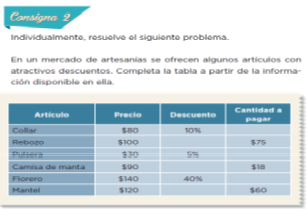 Consigna 2
Individualmente, resuelve el siguiente problema.
En un mercado de artesanías se ofrecen algunos artículos con
atractivos descuentos. Completa la tabla a partir de la informa-
ción disponible en ella.
Artículo Precio Descuento Cantidad a pagar
Collar $80 10%
Rebozo $100 $75
Pulsera $30 5%
Camisa de manta $90 $18
Florero $140 40%
Mantel $120 $60